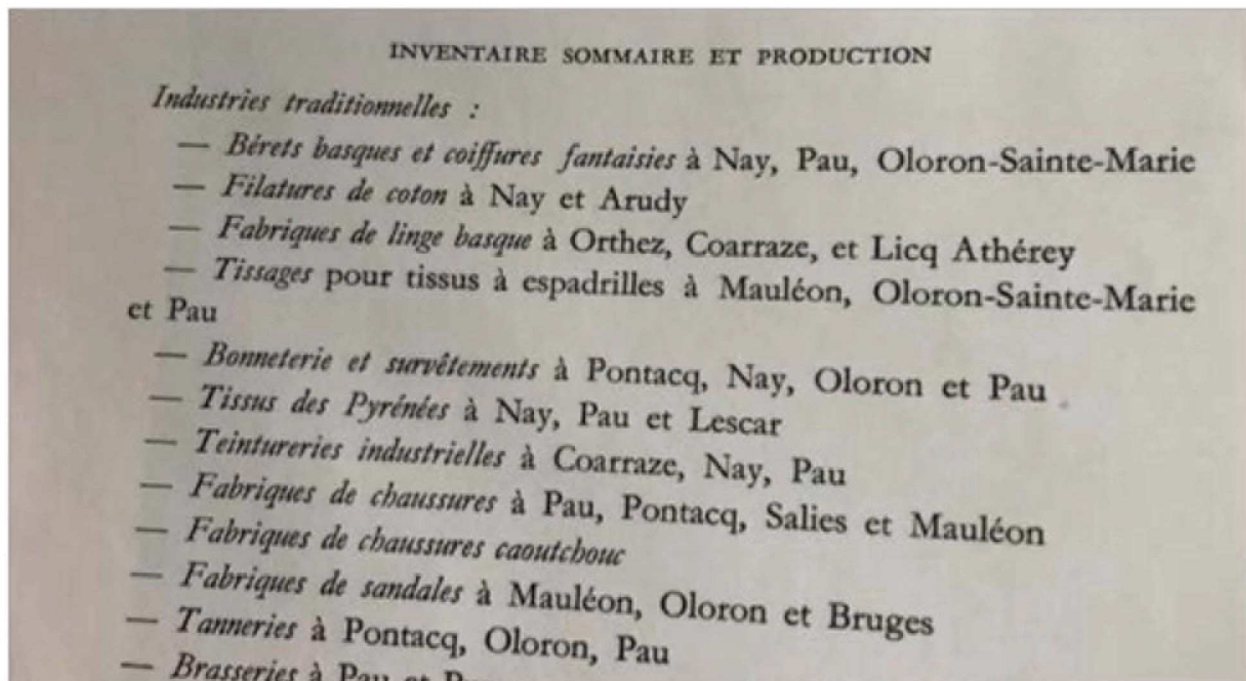 INVENTAIRE SOMMAIRE ET PRODUCTION
Industries traditionnelles :
— Bérets basques et coiffures fantaisies à Nay, Pau, Oloron-Sainte-Marie
— Filatures de coton à Nay et Arudy
— Fabriques de linge basque à Orthez, Coarraze, et Licq Athérey
— Tissages pour tissus à espadrilles à Mauléon, Oloron-Sainte-Marie
et Pau
— Bonneterie et survêtements à Pontacq, Nay, Oloron et Pau
— Tissus des Pyrénées à Nay, Pau et Lescar
— Teintureries industrielles à Coarraze, Nay, Pau
— Fabriques de chaussures à Pau, Pontacq, Salies et Mauléon
— Fabriques de chaussures caoutchouc
— Fabriques de sandales à Mauléon, Oloron et Bruges
— Tanneries à Pontacq, Oloron, Pau
— Brasseries à Pau et